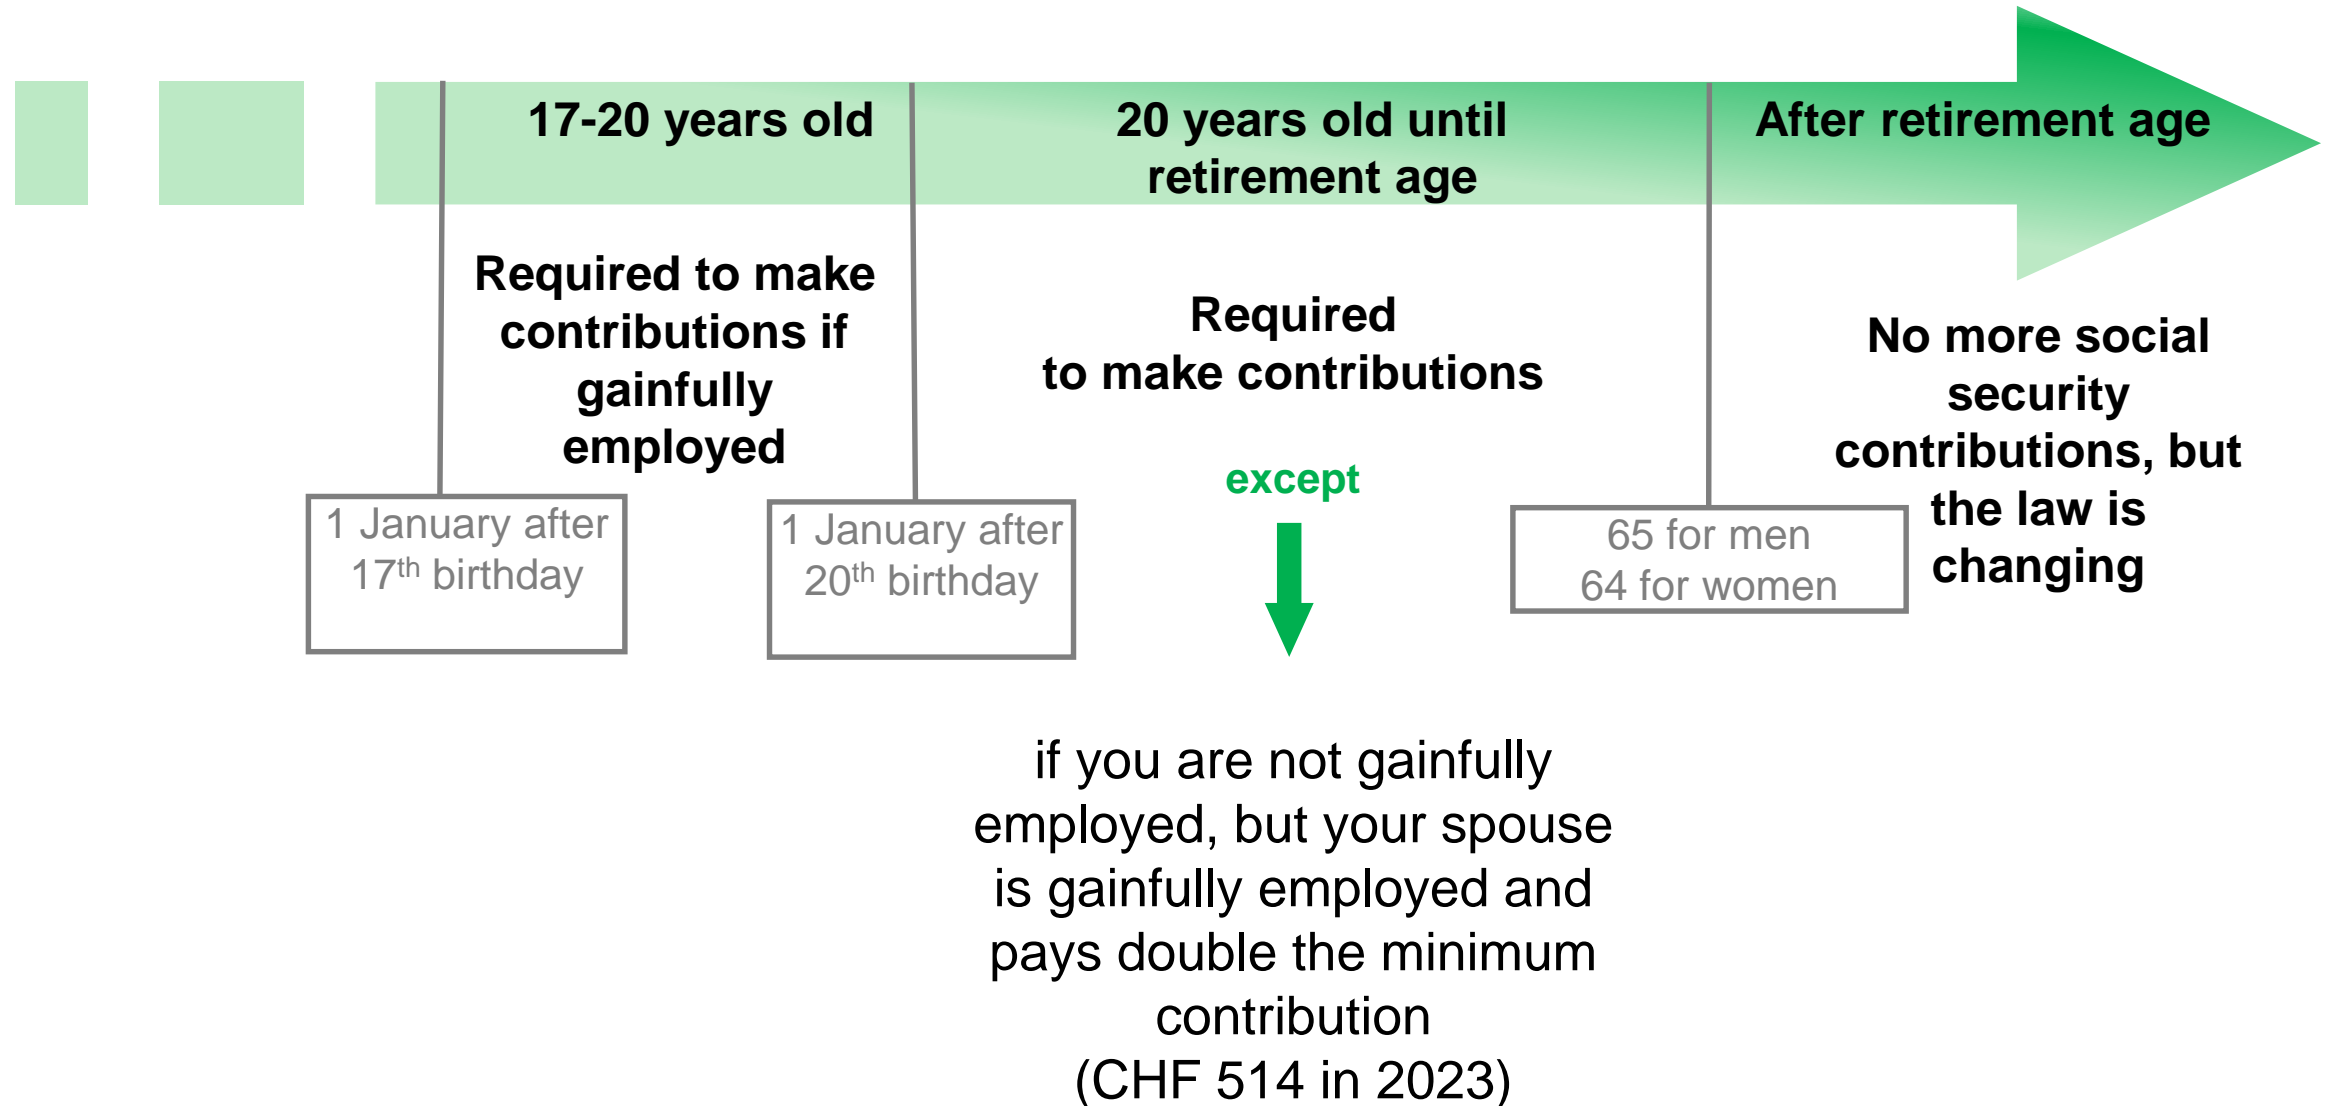 17-20 years old
20 years old until
retirement age
After retirement age
Required to make
contributions if
gainfully
employed
Required
to make contributions
No more social
security
contributions, but
the law is
changing
except
1 January after
17th birthday
1 January after
20th birthday
65 for men
64 for women
if you are not gainfully
employed, but your spouse
is gainfully employed and
pays double the minimum
contribution
(CHF 514 in 2023)